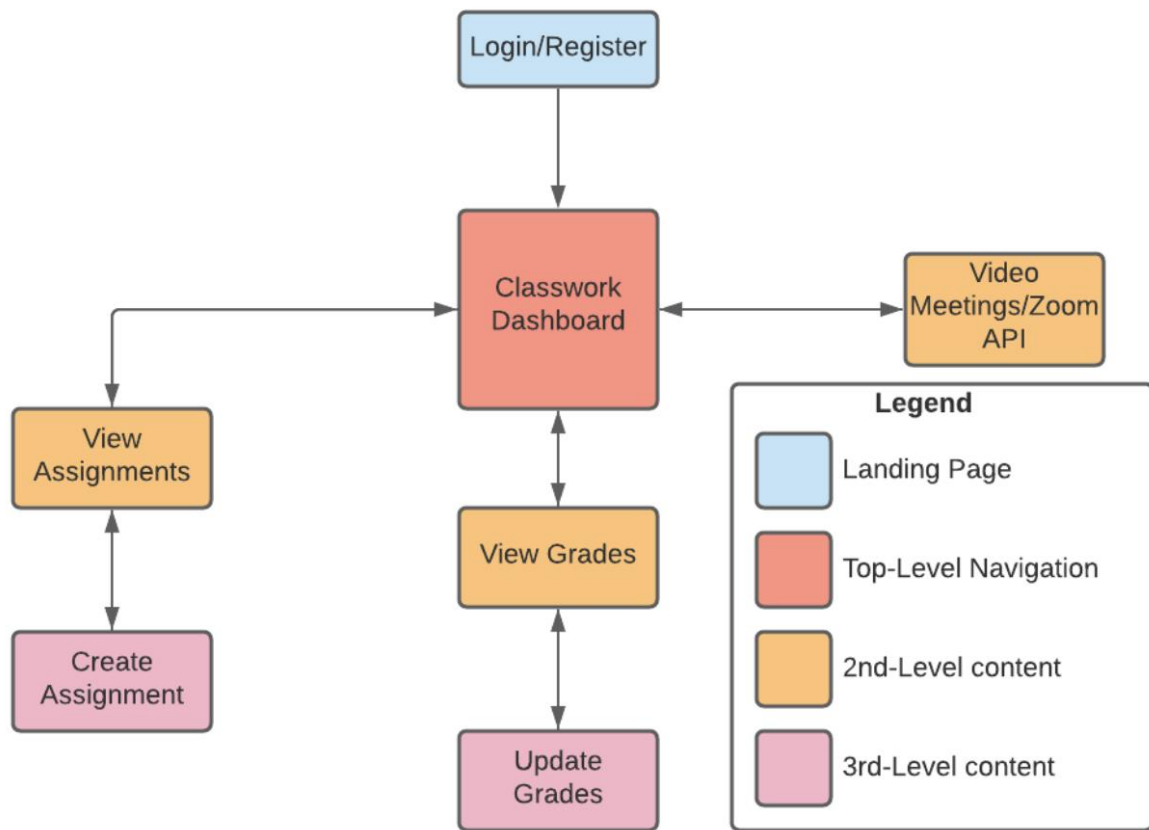 Login/Register
Classwork
Dashboard
Video
Meetings/Zoom
API
View
Assignments
View Grades
Create
Assignment
Update
Grades
Legend
Landing Page
Top-Level Navigation
2nd-Level content
3rd-Level content